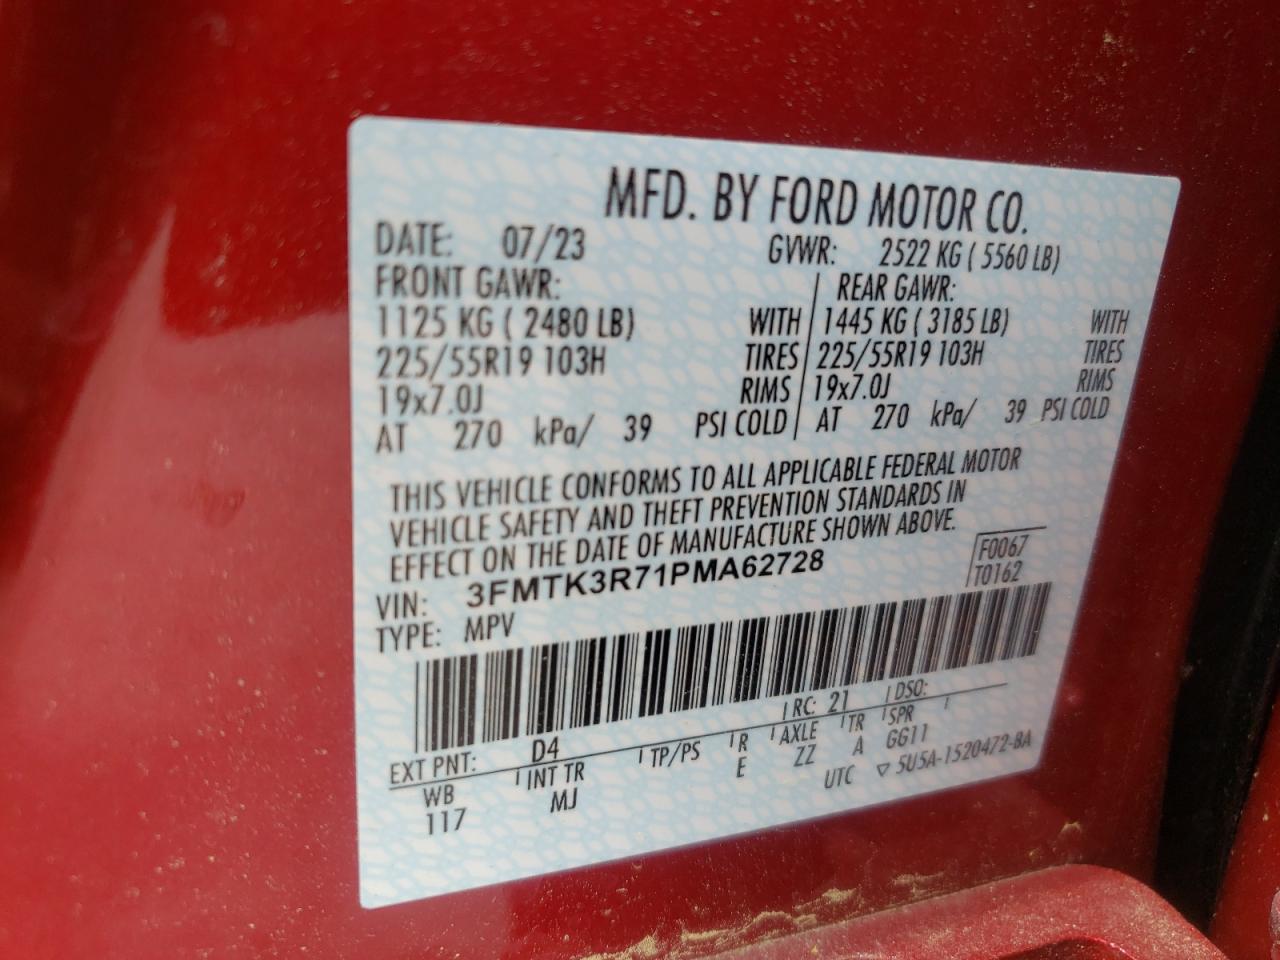 MFD. BY FORD MOTOR CO.
DATE: 07/23 GVWR: 2522 KG ( 5560 LB)
FRONT GAWR: REAR GAWR:
1125 KG ( 2480 LB) WITH 1445 KG ( 3185 LB) WITH
225/55R19 103H TIRES 225/55R19 103H TIRES
19x7.0J RIMS 19x7.0J RIMS
AT 270 kPa/ 39 PSI COLD AT 270 kPa/ 39 PSI COLD
THIS VEHICLE CONFORMS TO ALL APPLICABLE FEDERAL MOTOR
VEHICLE SAFETY AND THEFT PREVENTION STANDARDS IN
EFFECT ON THE DATE OF MANUFACTURE SHOWN ABOVE.
VIN: 3FMTK3R71PMA62728 F0067
TYPE: MPV T0162
EXT PNT: D4 RC: 21 DSO:
WB INT TR TP/PS R AXLE TR SPR
117 MJ E ZZ A GG11
UTC ▽ 5U5A-1520472-BA